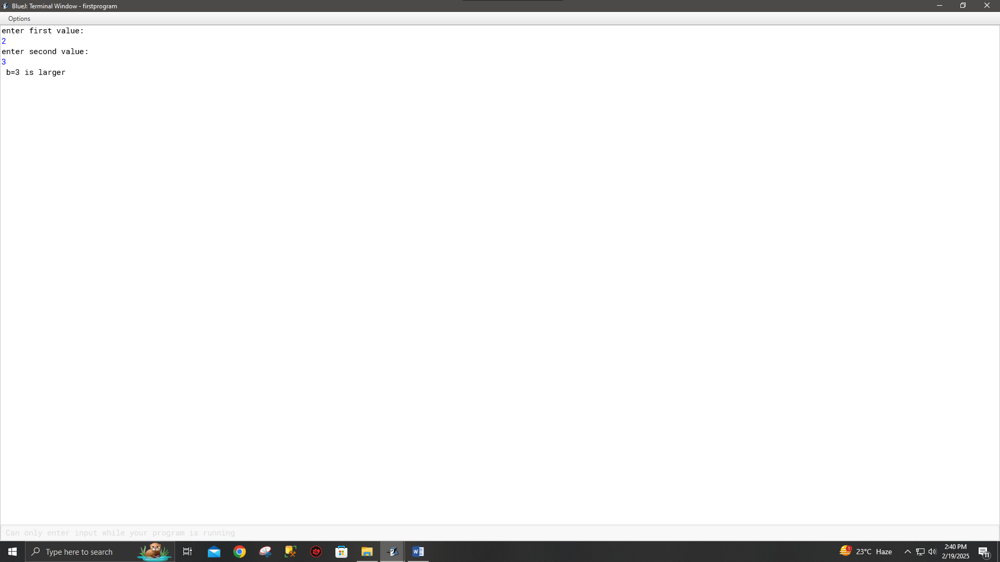 BlueJ: Terminal Window - firstprogram
Options
enter first value:
2
enter second value:
3
 b=3 is larger
Can only enter input while your program is running
Type here to search
1
23°C Haze
2:40 PM
2/19/2025
11